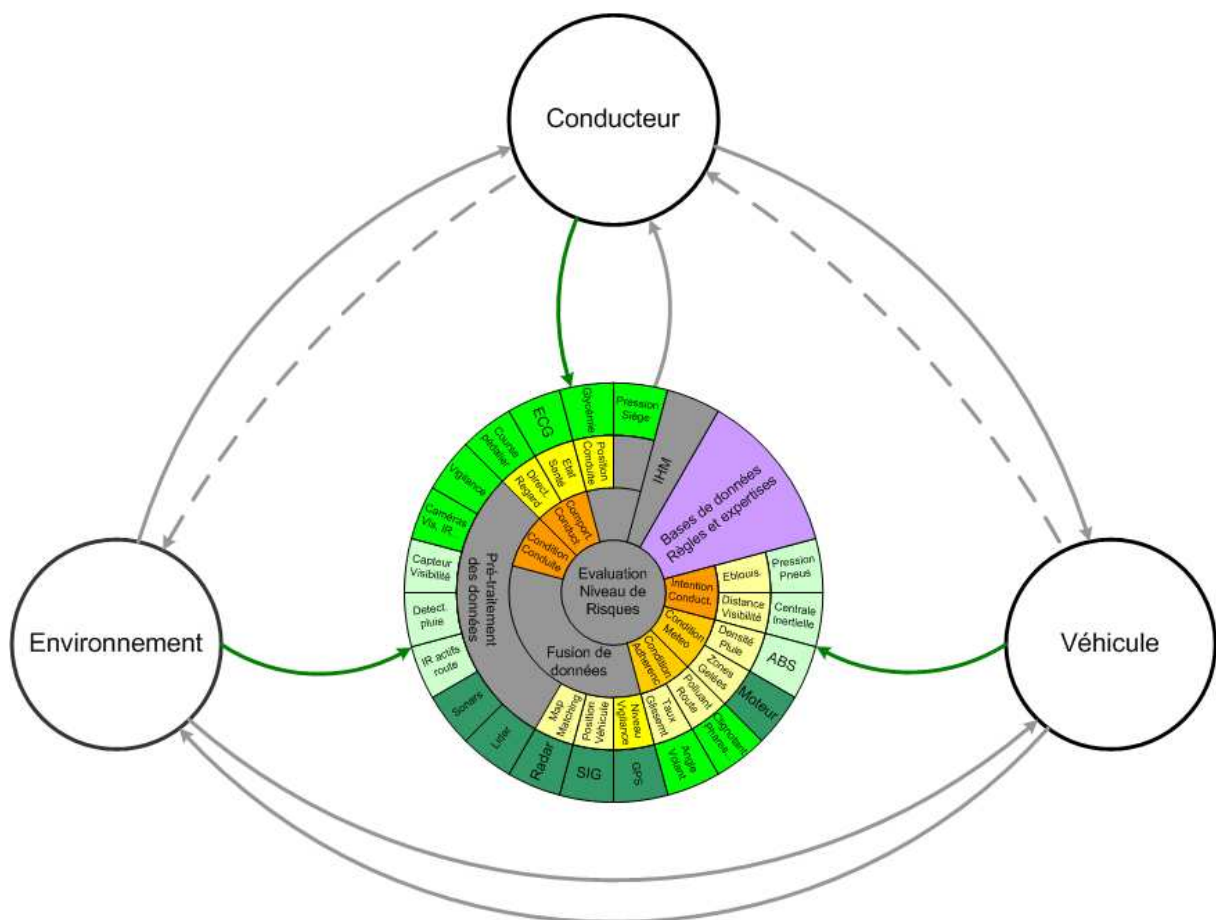 Conducteur
Environnement
Véhicule
Pression
Siège
IHM
Bases de données
Règles et expertises
Pression
Pneus
Centrale
Inertielle
ABS
Moteur
Clignotant
Phares...
Angle
Volant
GPS
SIG
Radar
Lidar
Sonars
IR actifs
route
Detect.
pluie
Capteur
Visibilité
Caméras
Vis, IR..
Vigilance
Course
pédalier
ECG
Glycémie
Position
Conduite
Etat
Santé
Direct.
Regard
Pré-traitement
des données
Eblouis.
Distance
Visibilité
Densité
Pluie
Zones
Gelées
Polluant
Route
Taux
Glissemt
Niveau
Vigilance
Position
Véhicule
Map
Matching
Comport
Conduct
Condition
Conduite
Intention
Conduct.
Condition
Meteo
Condition
Adherenc
Fusion de
données
Evaluation
Niveau de
Risques